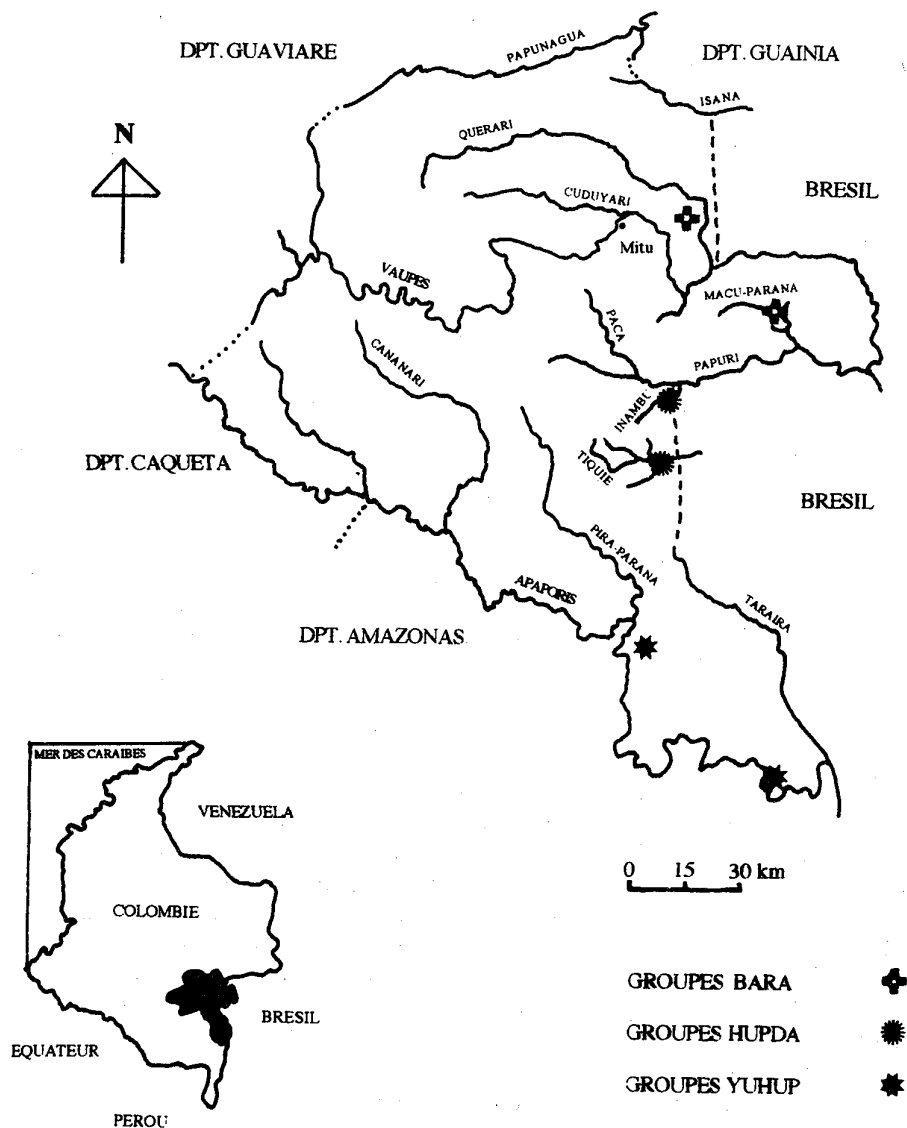 DPT. GUAVIARE
PAPUNAGUA
DPT. GUAINIA
ISANA
N
QUERARI
CUDUYARI
BRESIL
Mitu
VAUPES
MACU-PARANA
PACA
CANANARI
PAPURI
INAMBU
DPT. CAQUETA
TIQUIE
BRESIL
PIRA-PARANA
APAPORIS
TARAIRA
DPT. AMAZONAS
MER DES CARAIBES
VENEZUELA
0 15 30 km
COLOMBIE
GROUPES BARA
BRESIL
GROUPES HUPDA
EQUATEUR
GROUPES YUHUP
PEROU